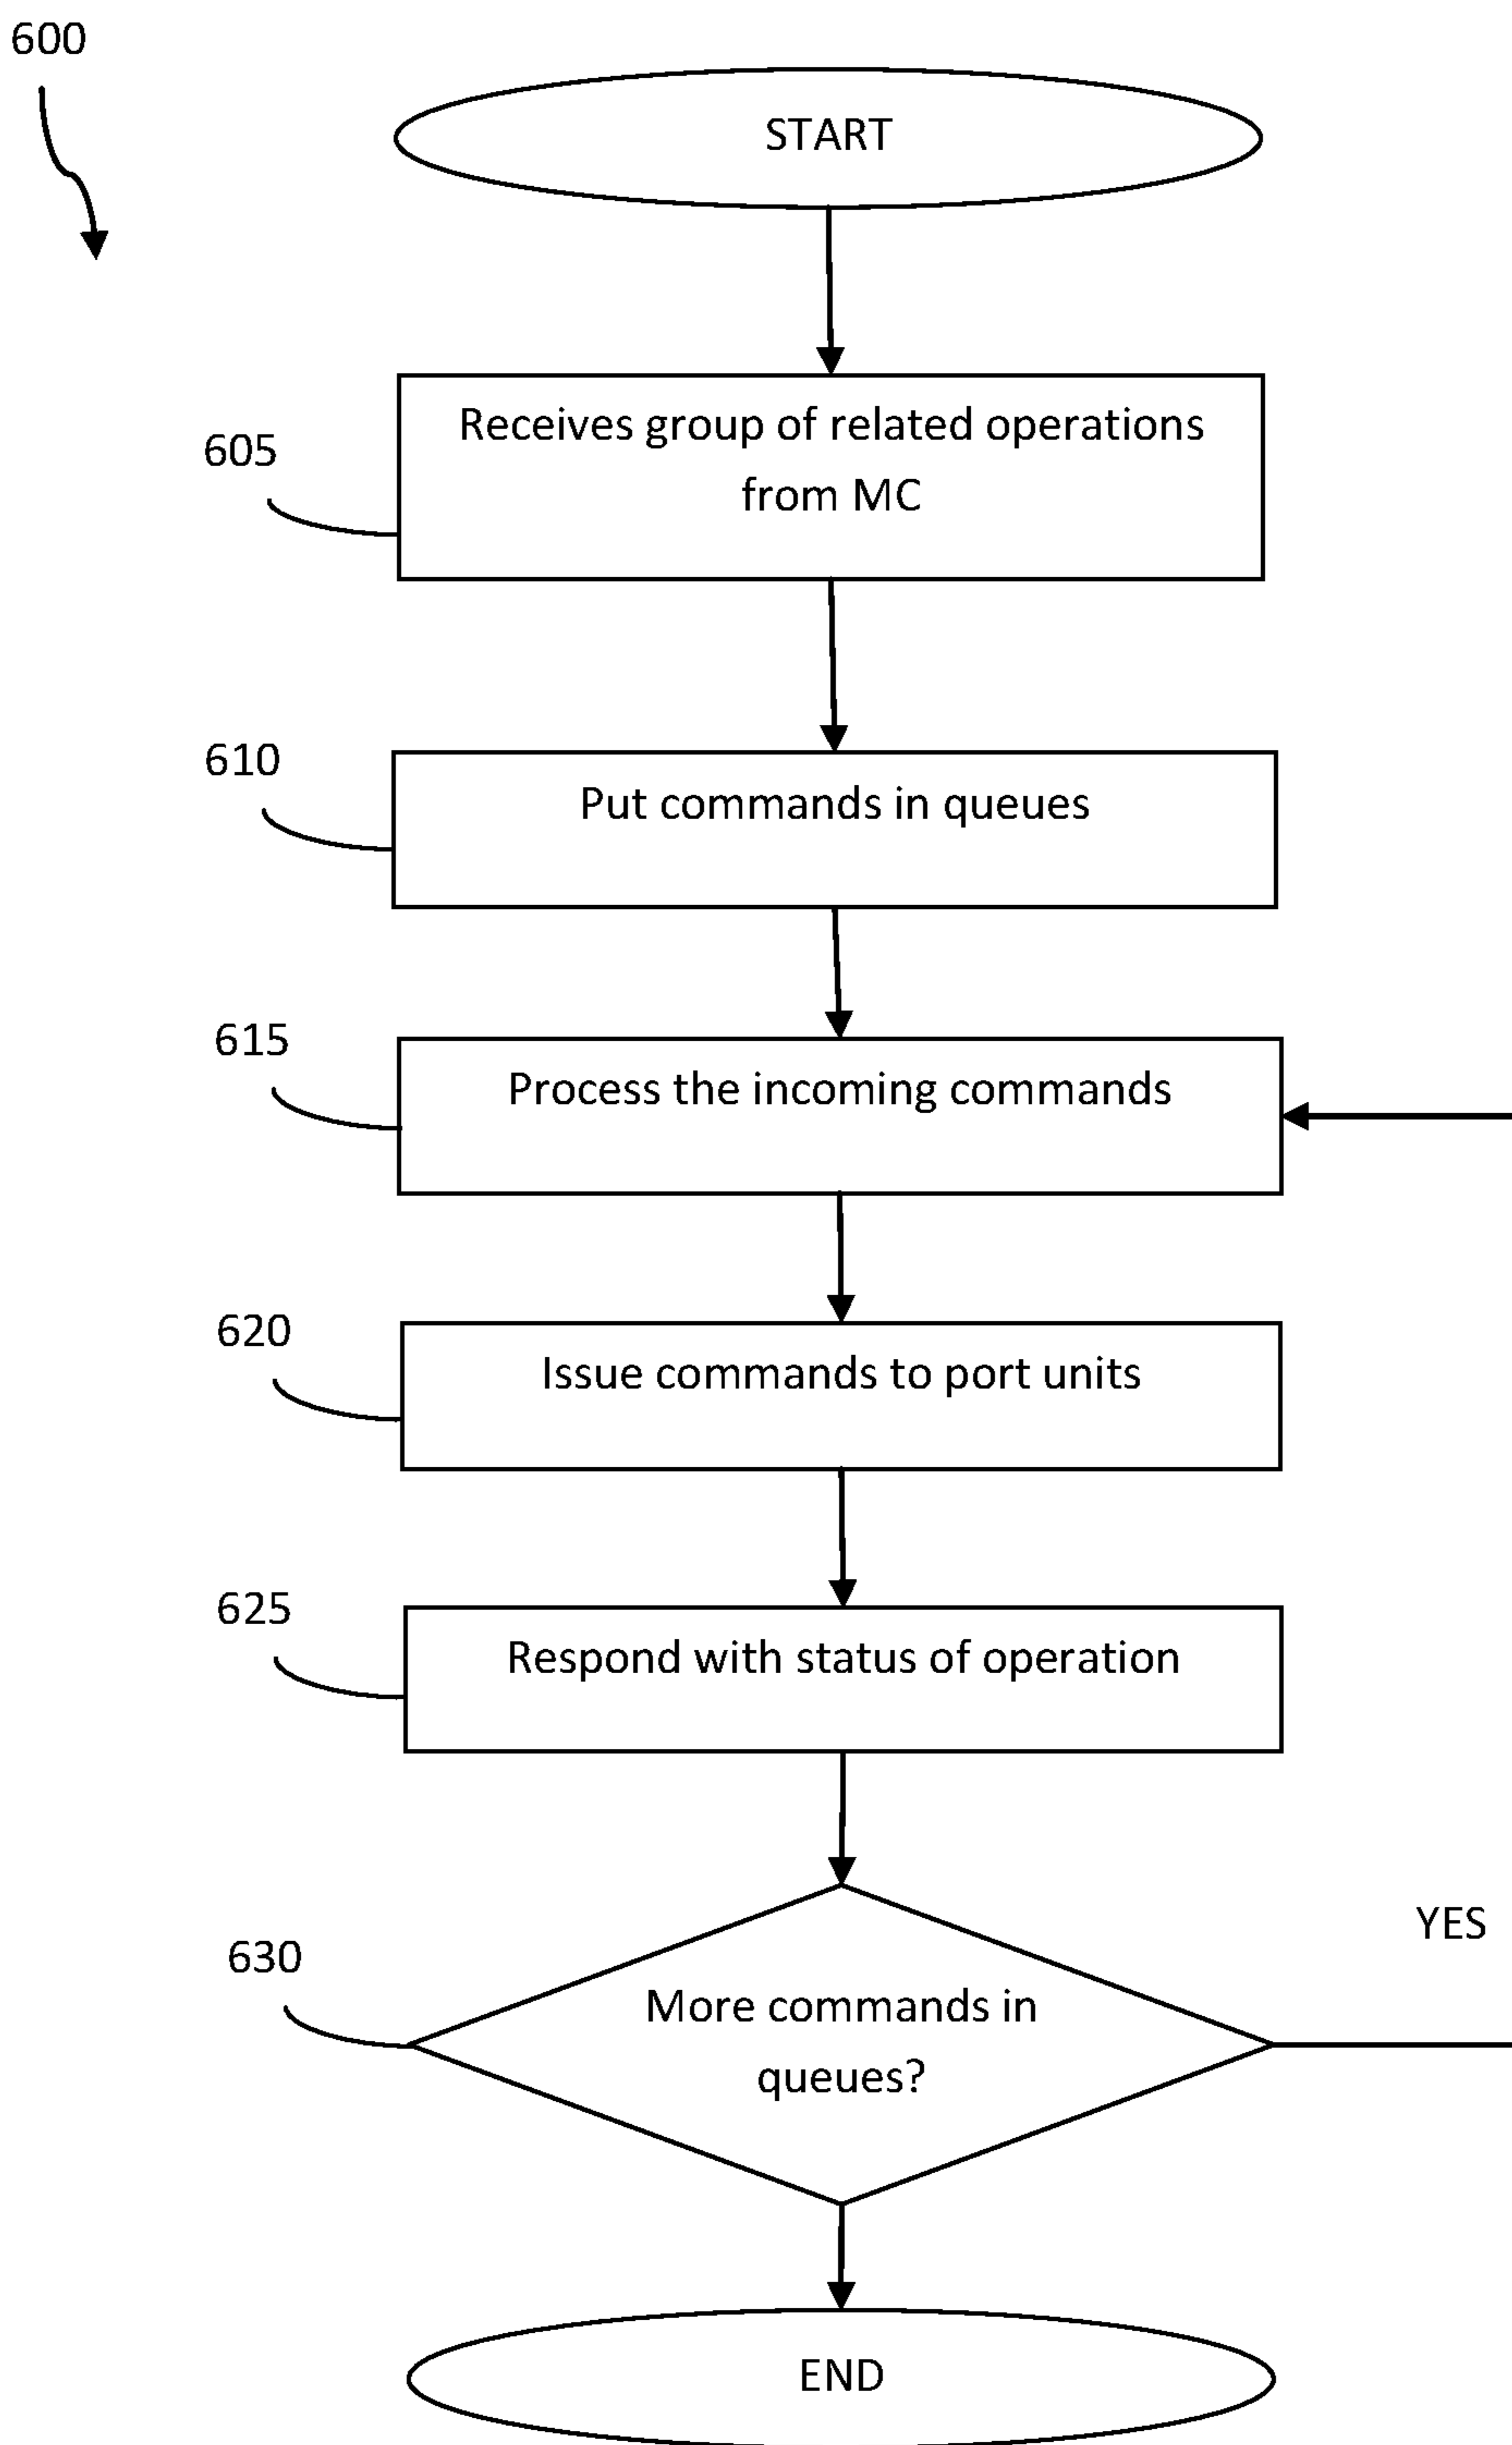 600
START
605
Receives group of related operations
from MC
610
Put commands in queues
615
Process the incoming commands
620
Issue commands to port units
625
Respond with status of operation
YES
630
More commands in
queues?
END